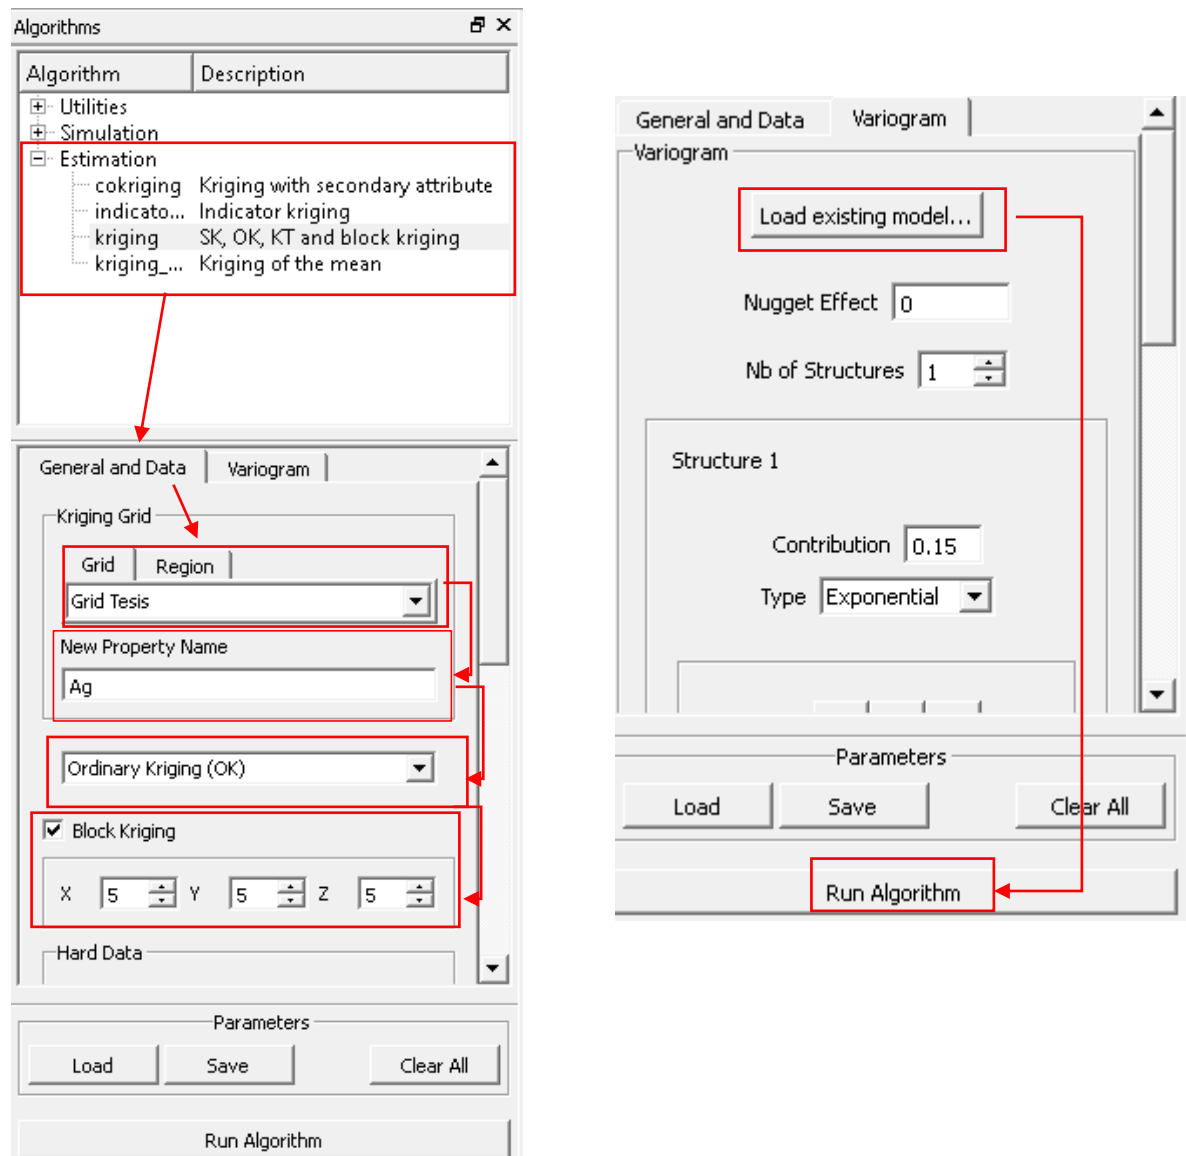 Algorithms
Algorithm Description
Utilities
Simulation
Estimation
cokriging Kriging with secondary attribute
indicato... Indicator kriging
kriging SK, OK, KT and block kriging
kriging_... Kriging of the mean
General and Data Variogram
Kriging Grid
Grid Region
Grid Tesis
New Property Name
Ag
Ordinary Kriging (OK)
Block Kriging
X 5 Y 5 Z 5
Hard Data
Parameters
Load Save Clear All
Run Algorithm
General and Data Variogram
Variogram
Load existing model...
Nugget Effect 0
Nb of Structures 1
Structure 1
Contribution 0.15
Type Exponential
Parameters
Load Save Clear All
Run Algorithm